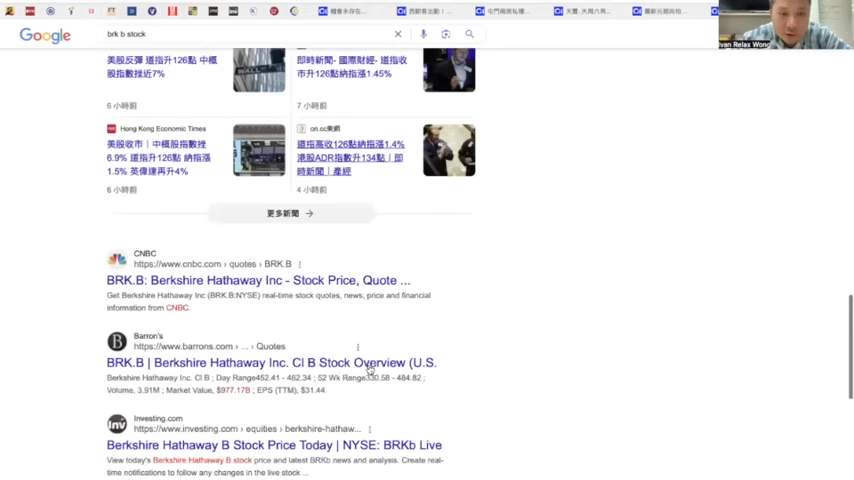 Google
brk b stock
Ivan Relax Wong
美股反彈 道指升126點 中概
股指數挫近7%
6 小時前
即時新聞- 國際財經- 道指收
市升126點納指漲1.45%
7 小時前
Hong Kong Economic Times
美股收市｜中概股指數挫
6.9% 道指升126點 納指漲
1.5% 英偉達再升4%
6 小時前
on.cc東網
道指高收126點納指漲1.4%
港股ADR指數升134點｜即
時新聞｜產經
4 小時前
更多新聞 →
CNBC
https://www.cnbc.com › quotes › BRK.B
BRK.B: Berkshire Hathaway Inc - Stock Price, Quote ...
Get Berkshire Hathaway Inc (BRK.B:NYSE) real-time stock quotes, news, price and financial
information from CNBC.
Barron's
https://www.barrons.com › ... › Quotes
BRK.B | Berkshire Hathaway Inc. Cl B Stock Overview (U.S.
Berkshire Hathaway Inc. Cl B ; Day Range452.41 - 462.34 ; 52 Wk Range330.58 - 484.82 ;
Volume, 3.91M ; Market Value, $977.17B ; EPS (TTM), $31.44.
Investing.com
https://www.investing.com › equities › berkshire-hathaw...
Berkshire Hathaway B Stock Price Today | NYSE: BRKb Live
View today's Berkshire Hathaway B stock price and latest BRKb news and analysis. Create real-
time notifications to follow any changes in the live stock ...